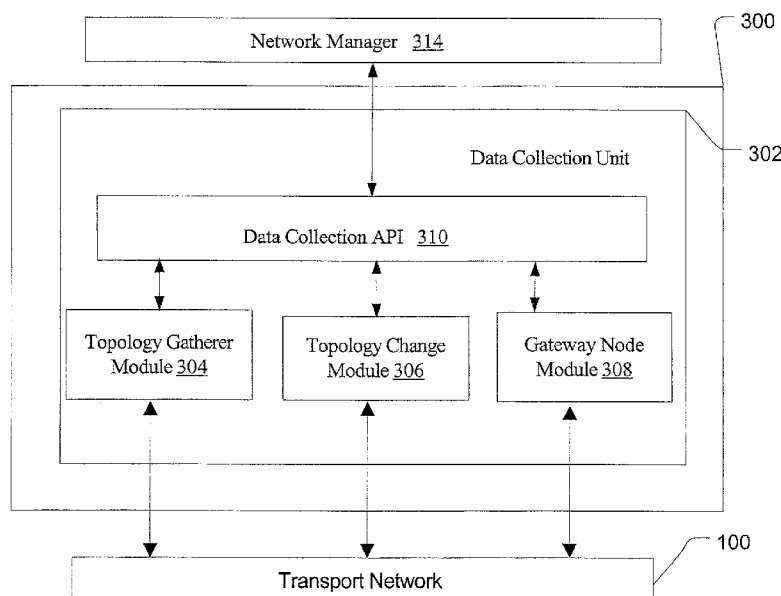 300
Network Manager 314
302
Data Collection Unit
Data Collection API 310
Topology Gatherer
Module 304
Topology Change
Module 306
Gateway Node
Module 308
100
Transport Network